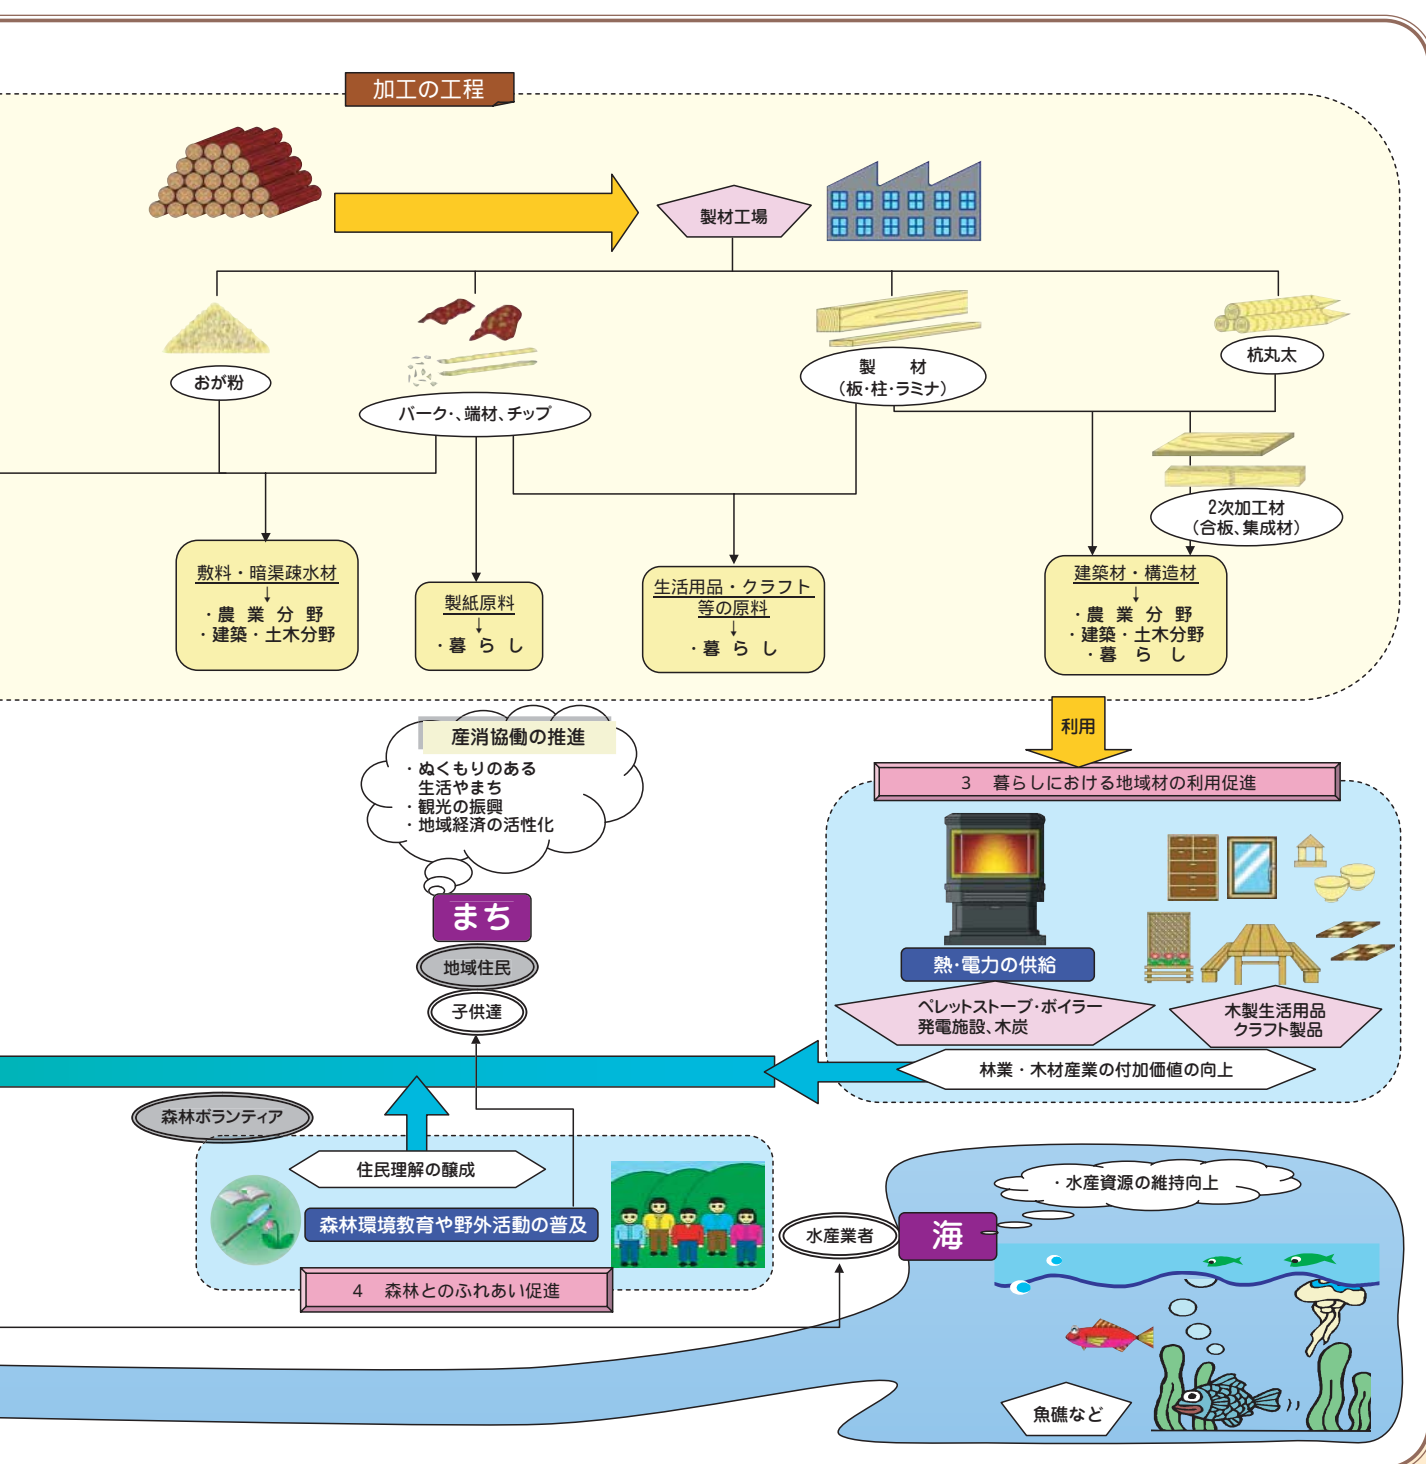 加工の工程
製材工場
おが粉
バーク・、端材、チップ
製　材
（板・柱・ラミナ）
杭丸太
2次加工材
（合板、集成材）
敷料・暗渠疎水材
↓
・農業分野
・建築・土木分野
製紙原料
↓
・暮らし
生活用品・クラフト
等の原料
↓
・暮らし
建築材・構造材
↓
・農業分野
・建築・土木分野
・暮らし
利用
産消協働の推進
・ぬくもりのある
生活やまち
・観光の振興
・地域経済の活性化
まち
地域住民
子供達
3　暮らしにおける地域材の利用促進
熱・電力の供給
ペレットストーブ・ボイラー
発電施設、木炭
木製生活用品
クラフト製品
林業・木材産業の付加価値の向上
森林ボランティア
住民理解の醸成
森林環境教育や野外活動の普及
4　森林とのふれあい促進
水産業者
海
・水産資源の維持向上
魚礁など